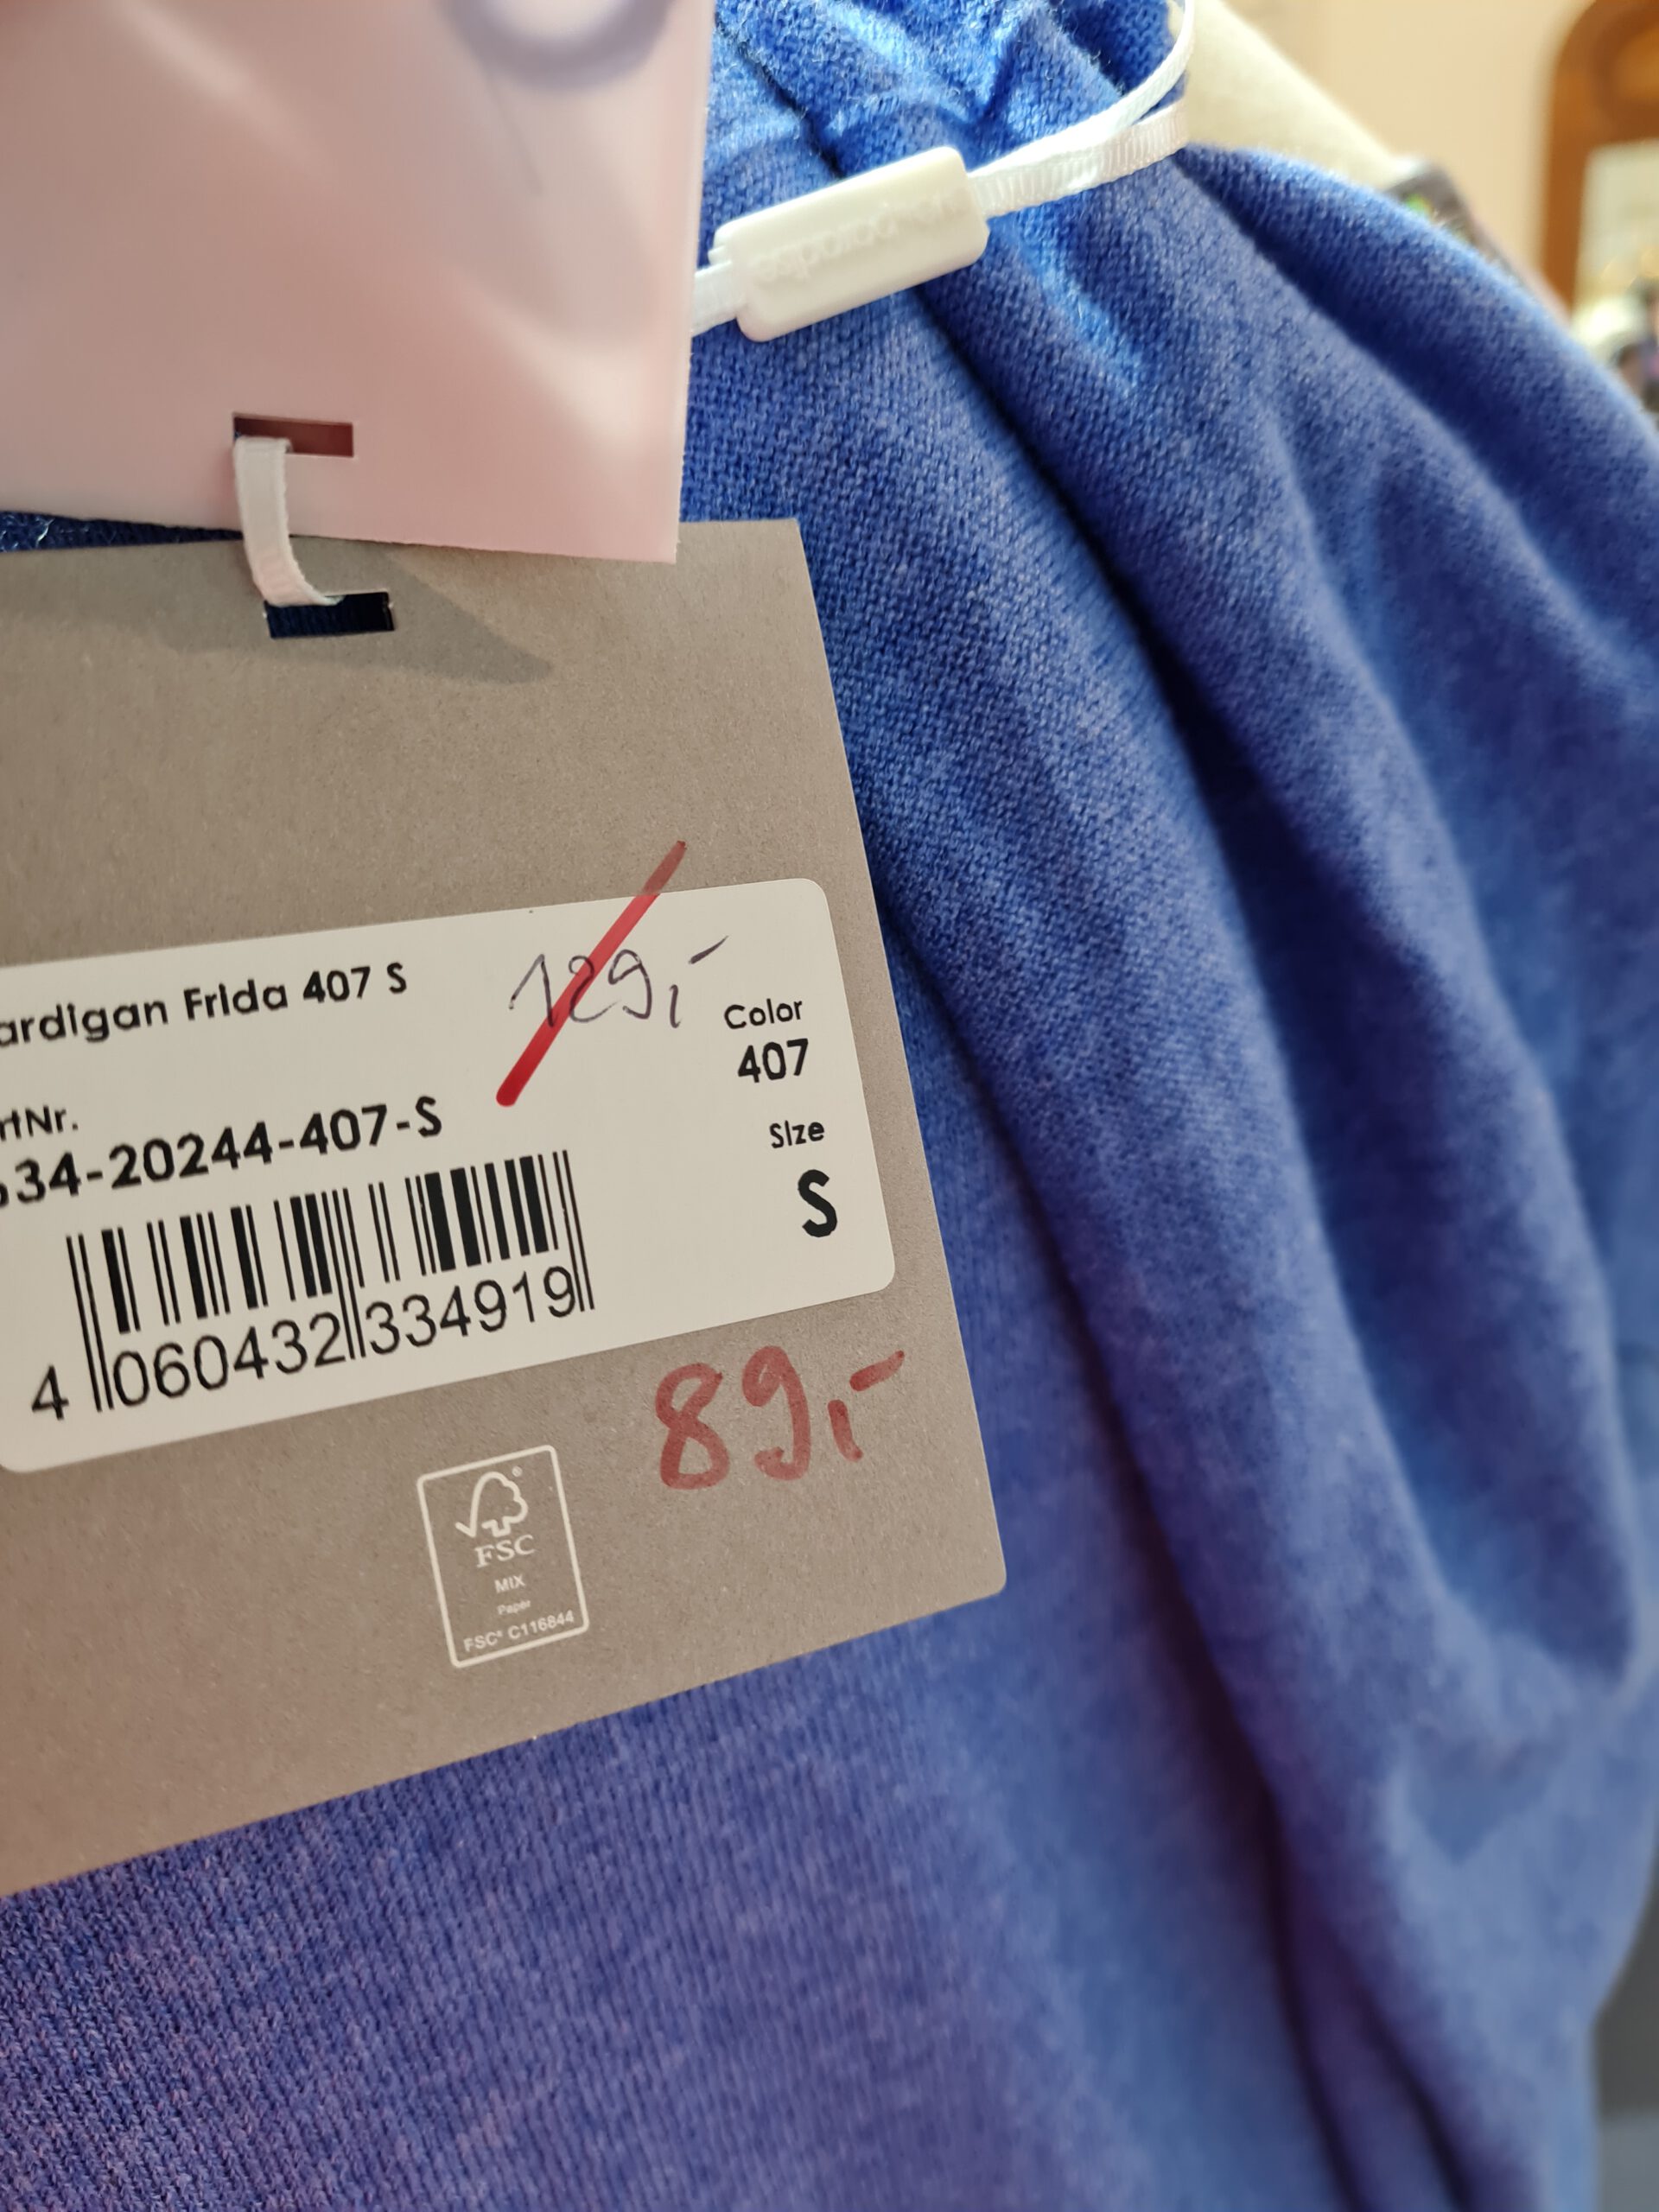 ardigan Frida 407 S
129,-
Color
407
rtNr.
34-20244-407-S
Size
S
4 060432 334919
89,-
FSC®
MIX
Papier
FSC® C116844